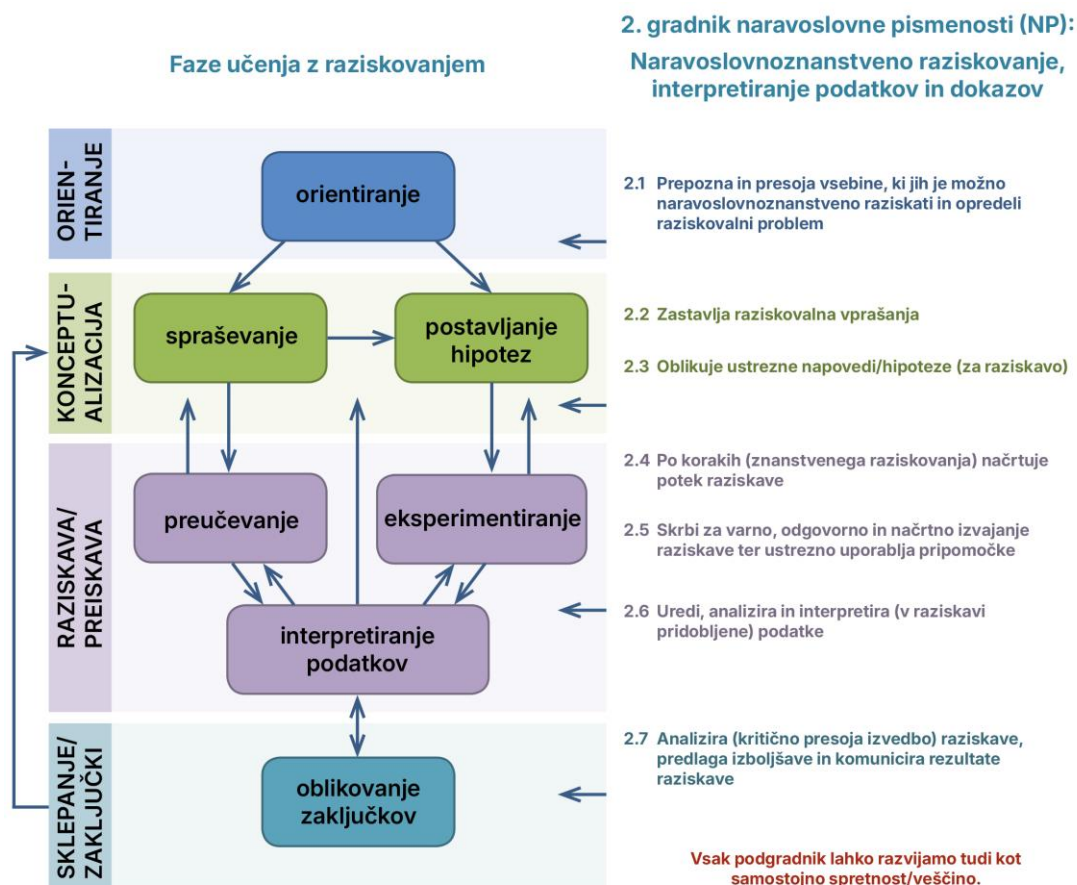 2. gradnik naravoslovne pismenosti (NP):
Faze učenja z raziskovanjem
Naravoslovnoznanstveno raziskovanje,
interpretiranje podatkov in dokazov
ORIEN-
TIRANJE
orientiranje
2.1 Prepozna in presoja vsebine, ki jih je možno
naravoslovnoznanstveno raziskati in opredeli
raziskovalni problem
KONCEPTU-
ALIZACIJA
spraševanje
postavljanje
hipotez
2.2 Zastavlja raziskovalna vprašanja
2.3 Oblikuje ustrezne napovedi/hipoteze (za raziskavo)
RAZISKAVA/
PREISKAVA
preučevanje
eksperimentiranje
interpretiranje
podatkov
2.4 Po korakih (znanstvenega raziskovanja) načrtuje
potek raziskave
2.5 Skrbi za varno, odgovorno in načrtno izvajanje
raziskave ter ustrezno uporablja pripomočke
2.6 Uredi, analizira in interpretira (v raziskavi
pridobljene) podatke
SKLEPANJE/
ZAKLJUČKI
oblikovanje
zaključkov
2.7 Analizira (kritično presoja izvedbo) raziskave,
predlaga izboljšave in komunicira rezultate
raziskave
Vsak podgradnik lahko razvijamo tudi kot
samostojno spretnost/veščino.